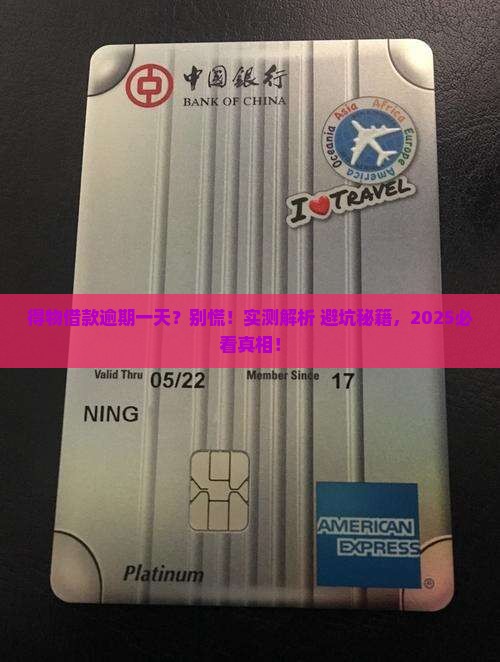 中国銀行
BANK OF CHINA
Asia Africa Europe America Oceania
I TRAVEL
得物借款逾期一天？别慌！实测解析 避坑秘籍，2025必
看真相！
Valid Thru 05/22 Member Since 17
NING
AMERICAN
EXPRESS
Platinum
®